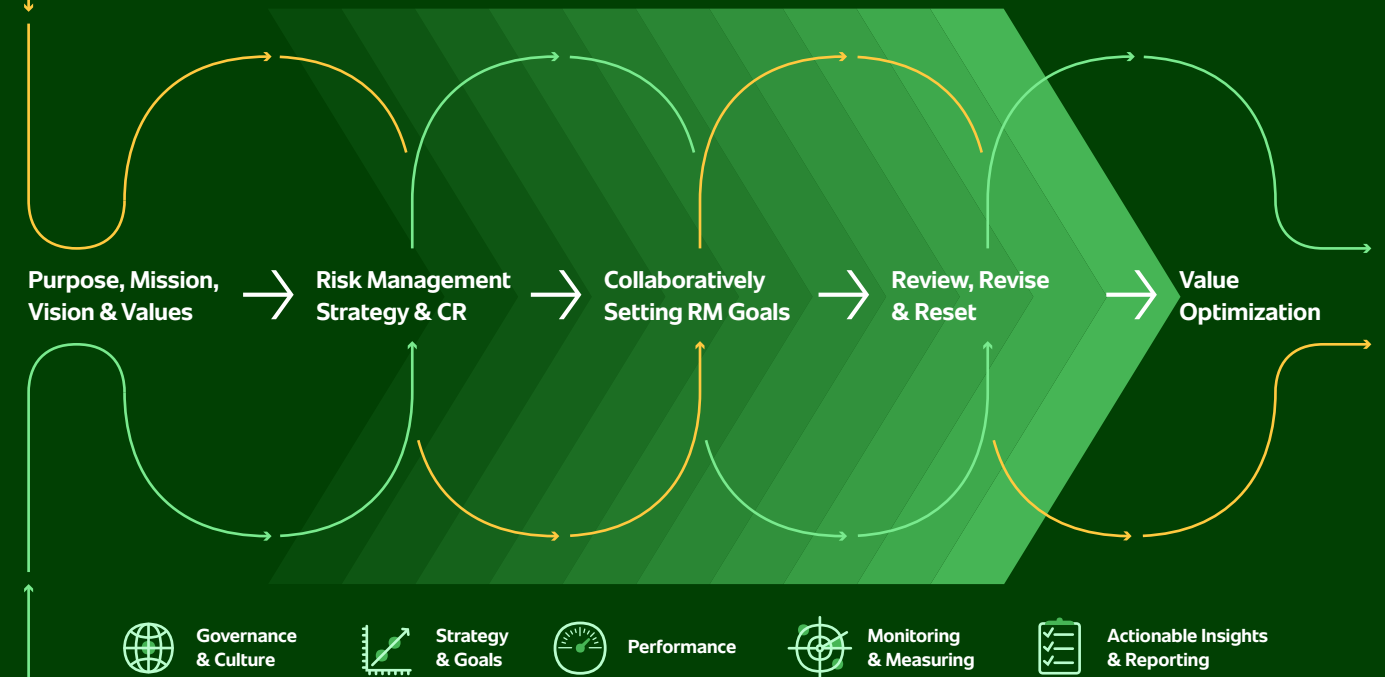 Purpose, Mission,
Vision & Values
Risk Management
Strategy & CR
Collaboratively
Setting RM Goals
Review, Revise
& Reset
Value
Optimization
Governance
& Culture
Strategy
& Goals
Performance
Monitoring
& Measuring
Actionable Insights
& Reporting